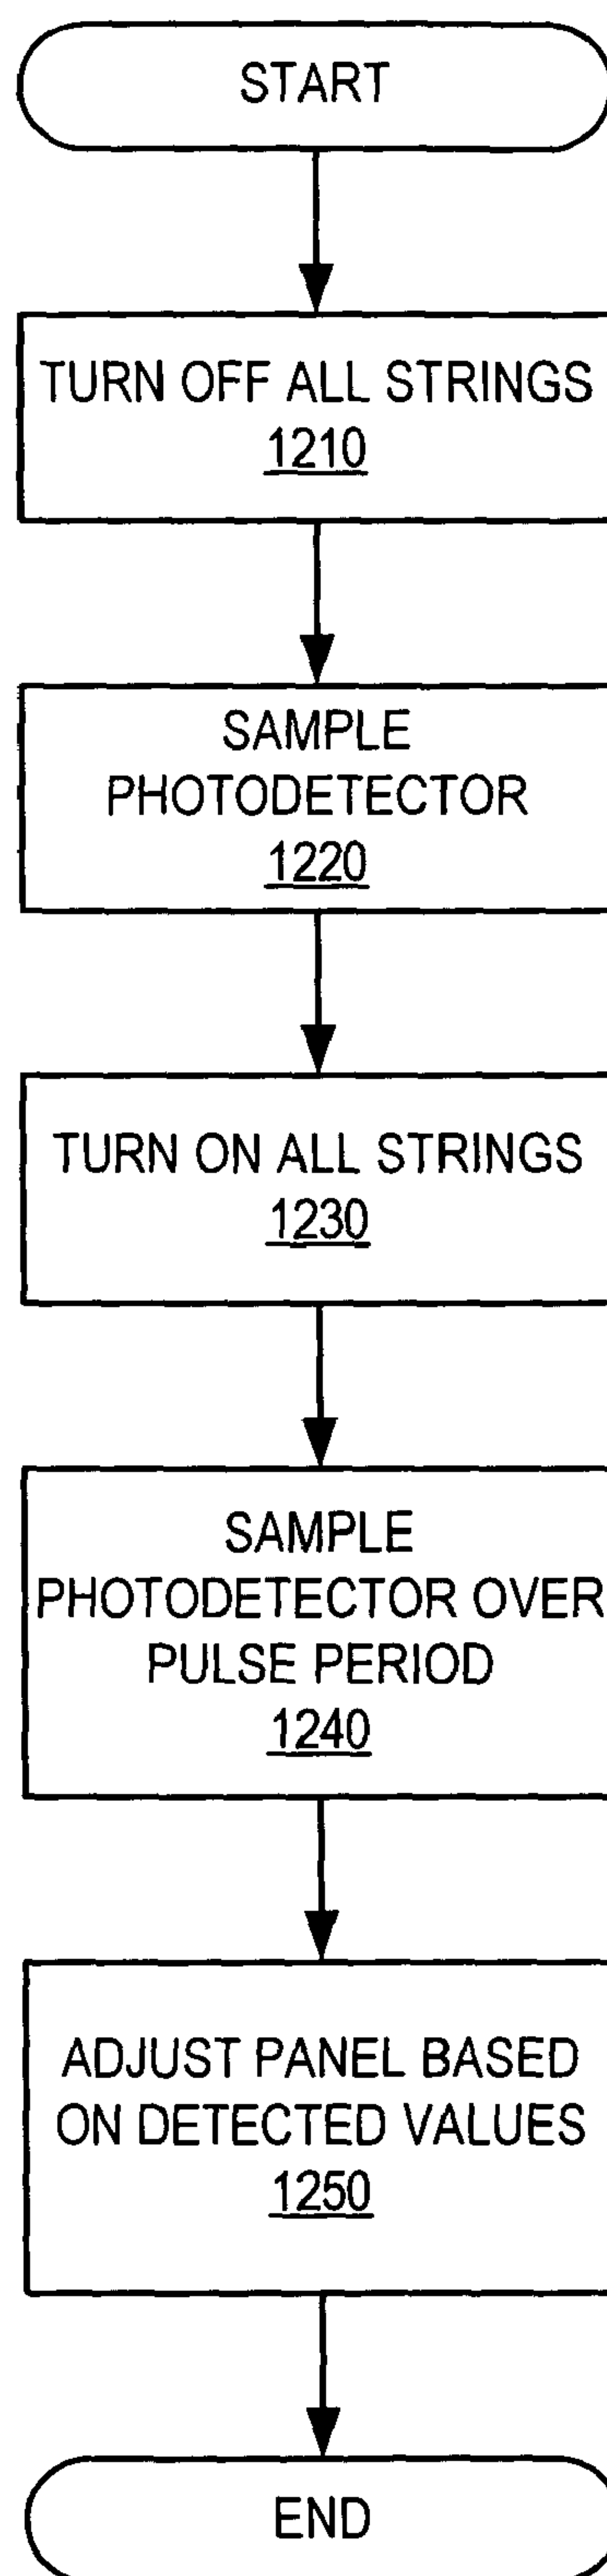 START
TURN OFF ALL STRINGS
1210
SAMPLE
PHOTODETECTOR
1220
TURN ON ALL STRINGS
1230
SAMPLE
PHOTODETECTOR OVER
PULSE PERIOD
1240
ADJUST PANEL BASED
ON DETECTED VALUES
1250
END